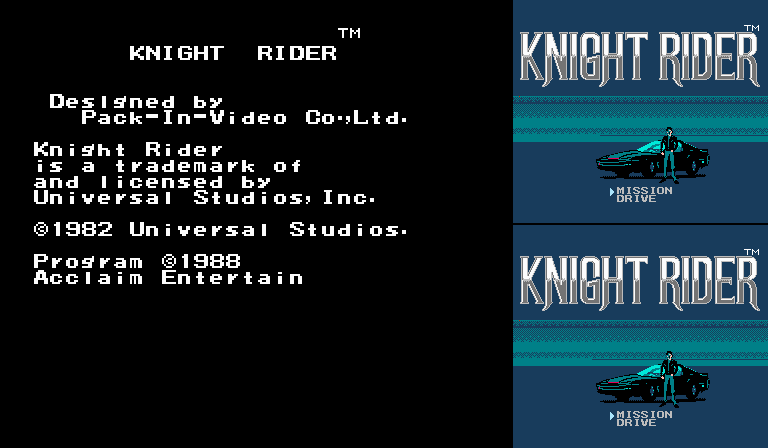 TM
KNIGHT RIDER
Designed by
Pack-In-Video Co.,Ltd.
Knight Rider
is a trademark of
and licensed by
Universal Studios, Inc.
©1982 Universal Studios.
Program ©1988
Acclaim Entertain
TM
KNIGHT RIDER
MISSION
DRIVE
TM
KNIGHT RIDER
MISSION
DRIVE